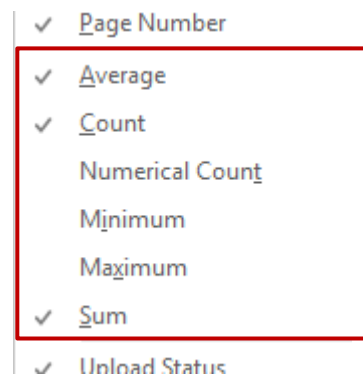 Page Number
Average
Count
Numerical Count
Minimum
Maximum
Sum
Upload Status